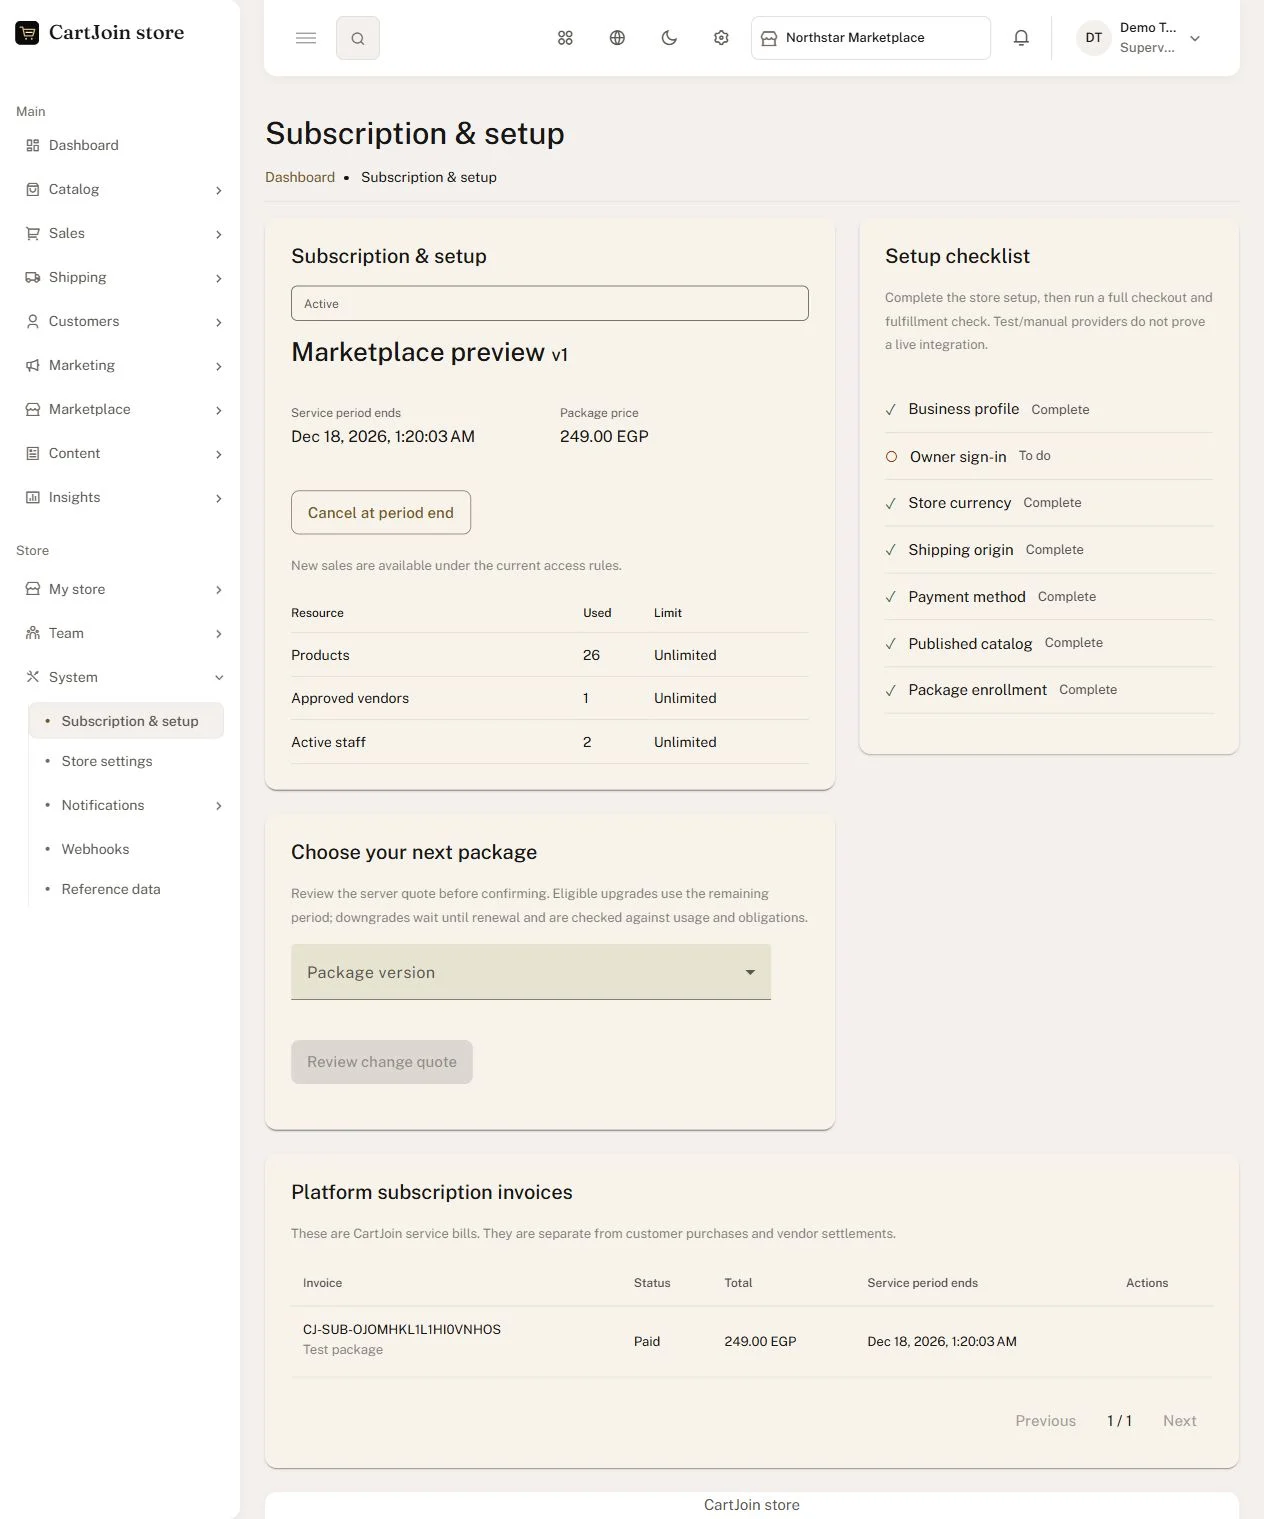 CartJoin store
Main
Dashboard
Catalog
Sales
Shipping
Customers
Marketing
Marketplace
Content
Insights
Store
My store
Team
System
Subscription & setup
Store settings
Notifications
Webhooks
Reference data
Northstar Marketplace
DT
Demo T...
Superv...
Subscription & setup
Dashboard • Subscription & setup
Subscription & setup
Active
Marketplace preview v1
Service period ends
Dec 18, 2026, 1:20:03 AM
Package price
249.00 EGP
Cancel at period end
New sales are available under the current access rules.
Resource Used Limit
Products 26 Unlimited
Approved vendors 1 Unlimited
Active staff 2 Unlimited
Setup checklist
Complete the store setup, then run a full checkout and
fulfillment check. Test/manual providers do not prove
a live integration.
Business profile Complete
Owner sign-in To do
Store currency Complete
Shipping origin Complete
Payment method Complete
Published catalog Complete
Package enrollment Complete
Choose your next package
Review the server quote before confirming. Eligible upgrades use the remaining
period; downgrades wait until renewal and are checked against usage and obligations.
Package version
Review change quote
Platform subscription invoices
These are CartJoin service bills. They are separate from customer purchases and vendor settlements.
Invoice Status Total Service period ends Actions
CJ-SUB-OJOMHKL1L1HI0VNHOS
Test package
Paid 249.00 EGP Dec 18, 2026, 1:20:03 AM
Previous 1 / 1 Next
CartJoin store